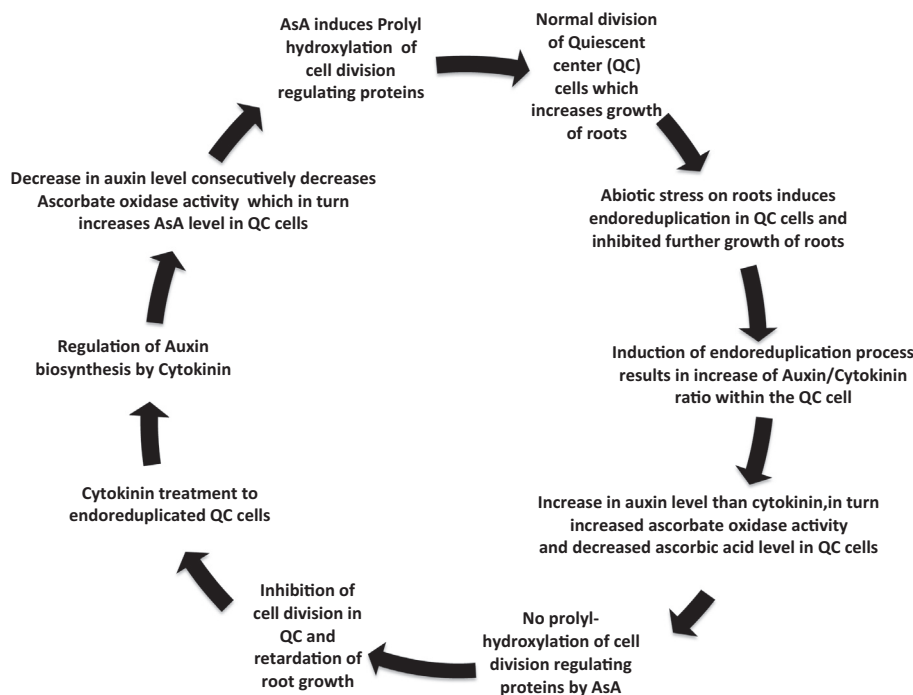 AsA induces Prolyl
hydroxylation of
cell division
regulating proteins
Normal division
of Quiescent
center (QC)
cells which
increases growth
of roots
Abiotic stress on roots induces
endoreduplication in QC cells and
inhibited further growth of roots
Induction of endoreduplication process
results in increase of Auxin/Cytokinin
ratio within the QC cell
Increase in auxin level than cytokinin,in turn
increased ascorbate oxidase activity
and decreased ascorbic acid level in QC cells
No prolyl-
hydroxylation of cell
division regulating
proteins by AsA
Inhibition of
cell division in
QC and
retardation of
root growth
Cytokinin treatment to
endoreduplicated QC cells
Regulation of Auxin
biosynthesis by Cytokinin
Decrease in auxin level consecutively decreases
Ascorbate oxidase activity which in turn
increases AsA level in QC cells